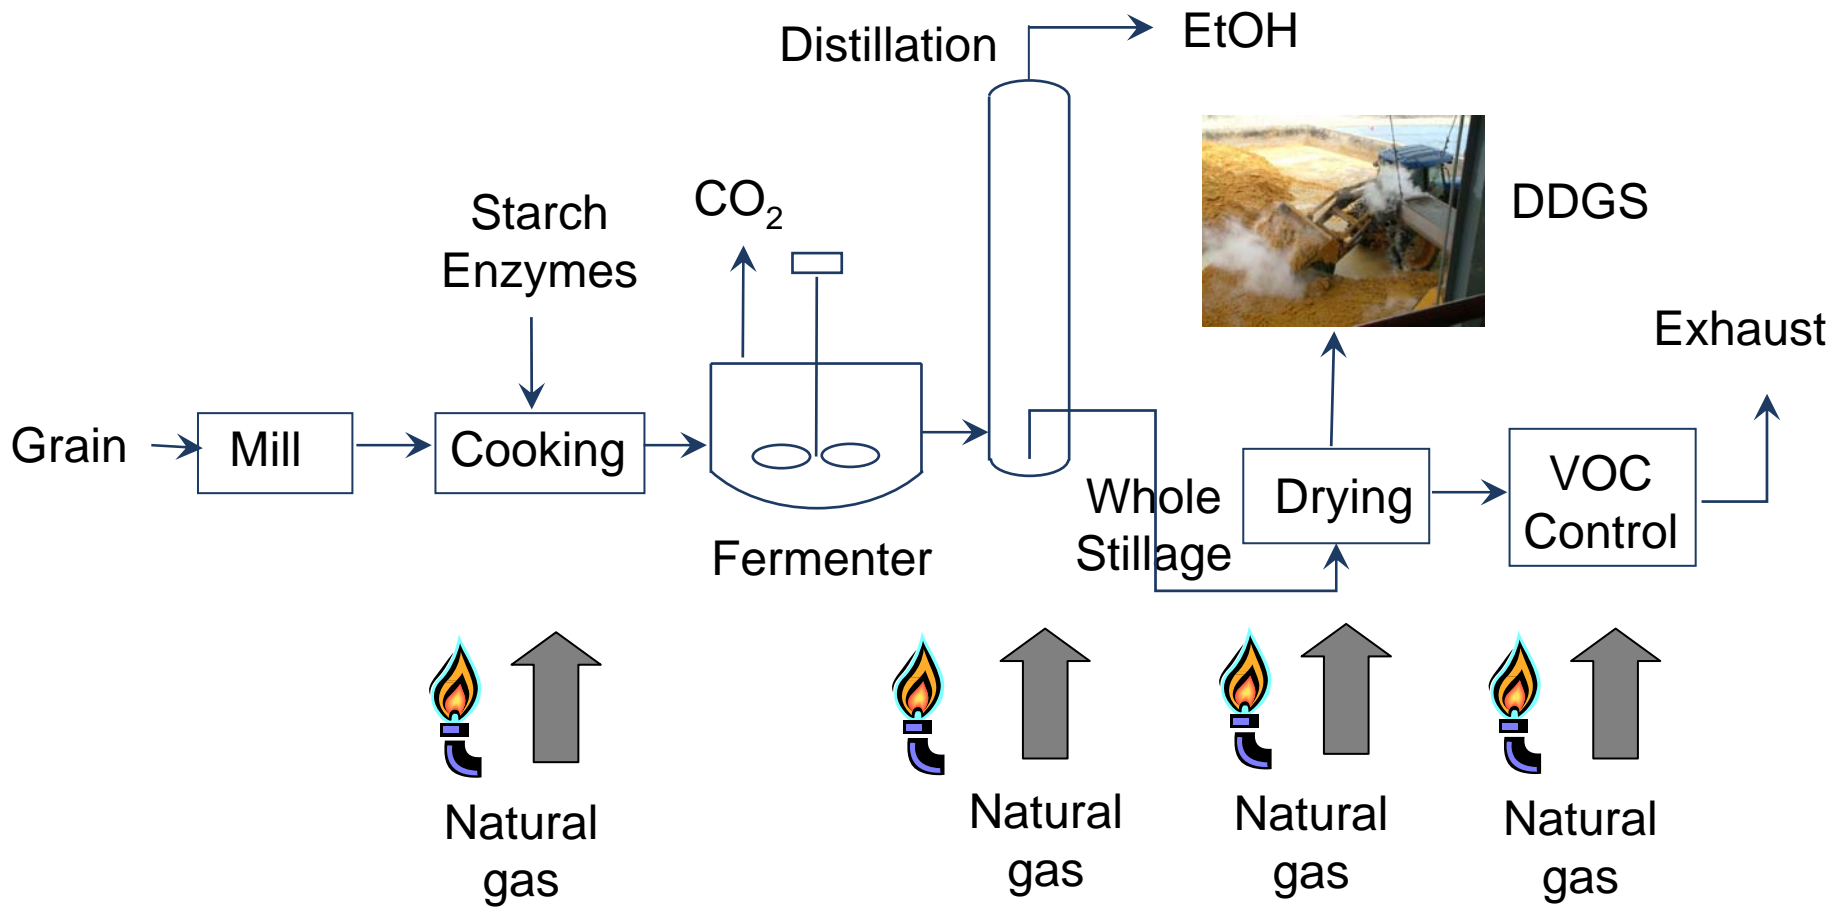 Distillation
EtOH
DDGS
Starch
Enzymes
CO₂
Exhaust
Grain
Mill
Cooking
Fermenter
Whole
Stillage
Drying
VOC
Control
Natural
gas
Natural
gas
Natural
gas
Natural
gas